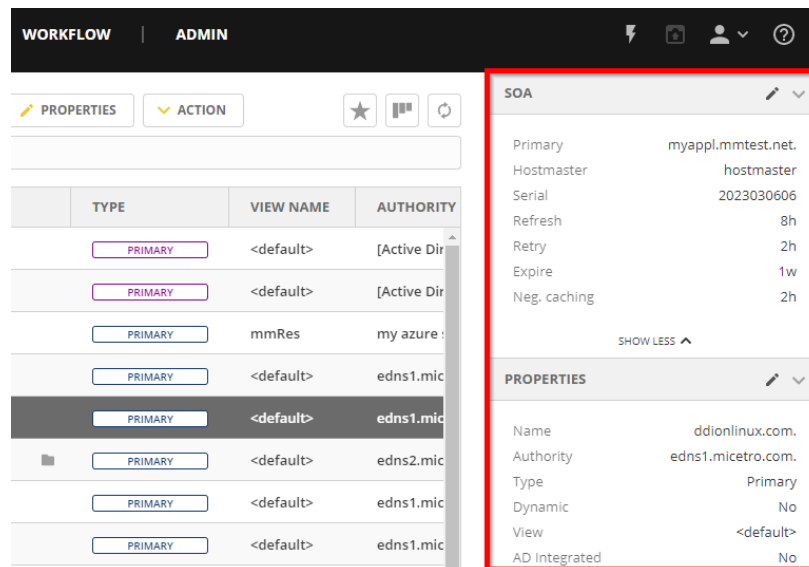 WORKFLOW | ADMIN
PROPERTIES ACTION
TYPE VIEW NAME AUTHORITY
PRIMARY <default> [Active Dir
PRIMARY <default> [Active Dir
PRIMARY mmRes my azure s
PRIMARY <default> edns1.mic
PRIMARY <default> edns1.mic
PRIMARY <default> edns2.mic
PRIMARY <default> edns1.mic
PRIMARY <default> edns1.mic
SOA
Primary myappl.mmtest.net.
Hostmaster hostmaster
Serial 2023030606
Refresh 8h
Retry 2h
Expire 1w
Neg. caching 2h
SHOW LESS
PROPERTIES
Name ddionlinux.com.
Authority edns1.micetro.com.
Type Primary
Dynamic No
View <default>
AD Integrated No